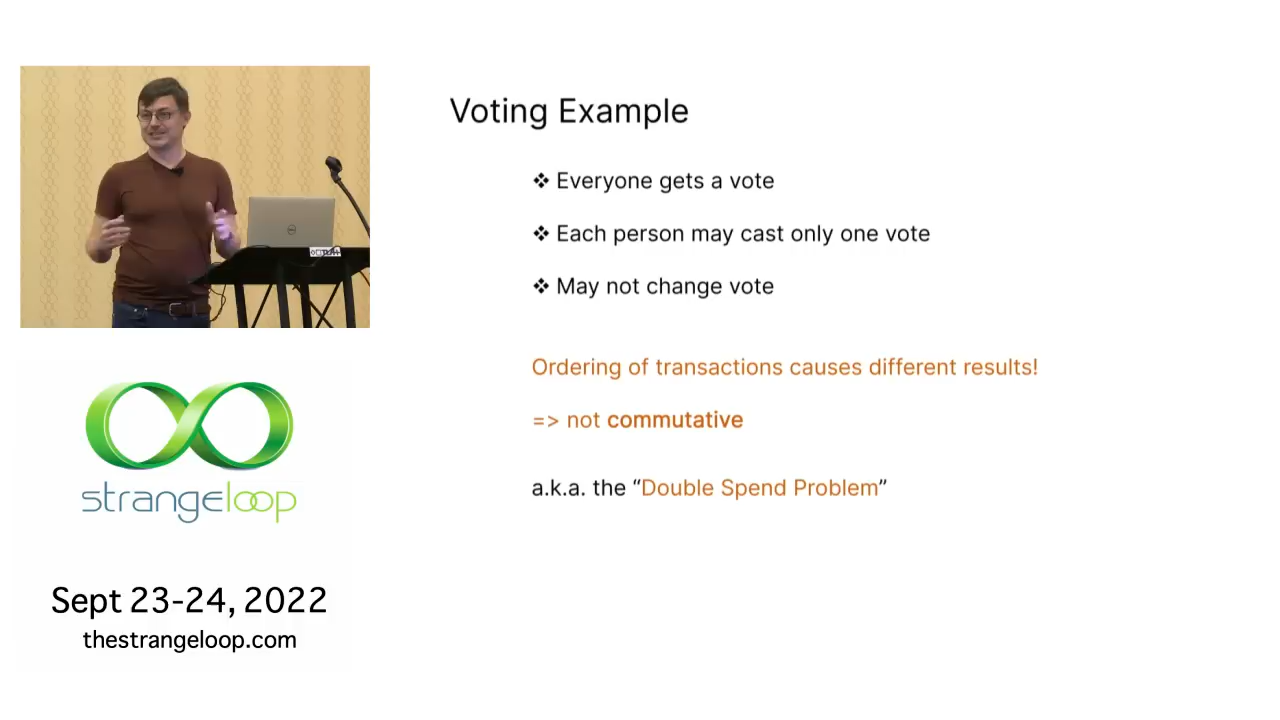 Voting Example
❖ Everyone gets a vote
❖ Each person may cast only one vote
❖ May not change vote
Ordering of transactions causes different results!
=> not commutative
a.k.a. the “Double Spend Problem”
strangeloop
Sept 23-24, 2022
thestrangeloop.com